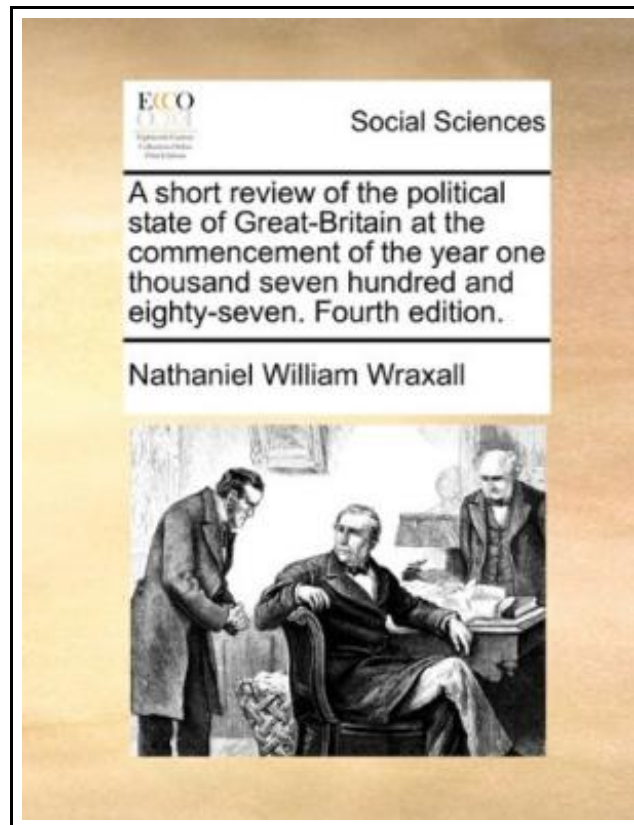 ECCO
Social Sciences
A short review of the political
state of Great-Britain at the
commencement of the year one
thousand seven hundred and
eighty-seven. Fourth edition.
Nathaniel William Wraxall